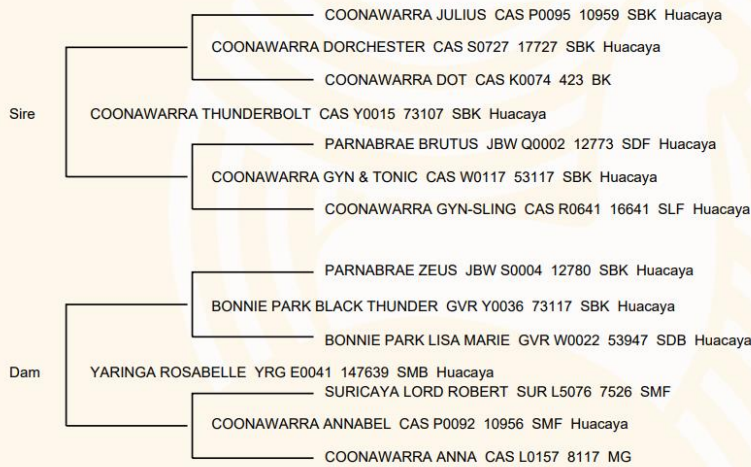 COONAWARRA JULIUS CAS P0095 10959 SBK Huacaya
COONAWARRA DORCHESTER CAS S0727 17727 SBK Huacaya
COONAWARRA DOT CAS K0074 423 BK
Sire
COONAWARRA THUNDERBOLT CAS Y0015 73107 SBK Huacaya
PARNABRAE BRUTUS JBW Q0002 12773 SDF Huacaya
COONAWARRA GYN & TONIC CAS W0117 53117 SBK Huacaya
COONAWARRA GYN-SLING CAS R0641 16641 SLF Huacaya
PARNABRAE ZEUS JBW S0004 12780 SBK Huacaya
BONNIE PARK BLACK THUNDER GVR Y0036 73117 SBK Huacaya
BONNIE PARK LISA MARIE GVR W0022 53947 SDB Huacaya
Dam
YARINGA ROSABELLE YRG E0041 147639 SMB Huacaya
SURICAYA LORD ROBERT SUR L5076 7526 SMF
COONAWARRA ANNABEL CAS P0092 10956 SMF Huacaya
COONAWARRA ANNA CAS L0157 8117 MG